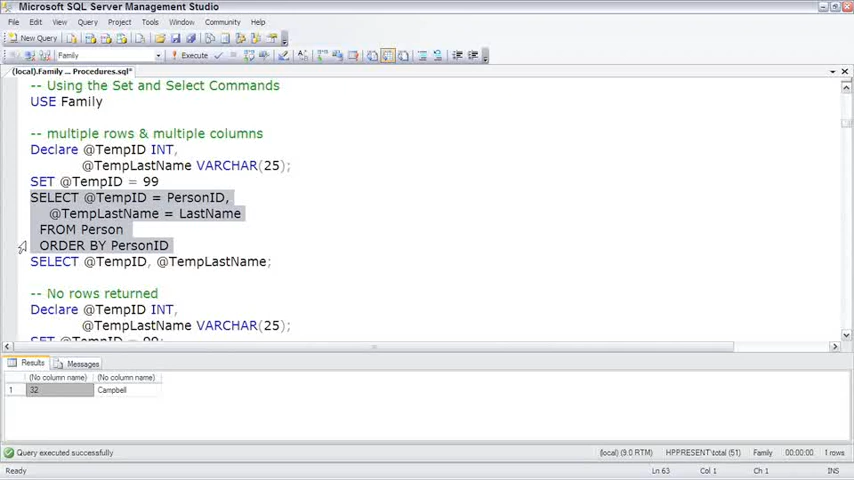 Microsoft SQL Server Management Studio
File Edit View Query Project Tools Window Community Help
New Query
Family Execute
(local).Family ... Procedures.sql*
-- Using the Set and Select Commands
USE Family
-- multiple rows & multiple columns
Declare @TempID INT,
@TempLastName VARCHAR(25);
SET @TempID = 99
SELECT @TempID = PersonID,
@TempLastName = LastName
FROM Person
ORDER BY PersonID
SELECT @TempID, @TempLastName;
-- No rows returned
Declare @TempID INT,
@TempLastName VARCHAR(25);
SET @TempID = 99;
Results Messages
(No column name) (No column name)
1 32 Campbell
Query executed successfully (local) (9.0 RTM) HPPRESENT\total (51) Family 00:00:00 1 rows
Ready Ln 63 Col 1 Ch 1 INS